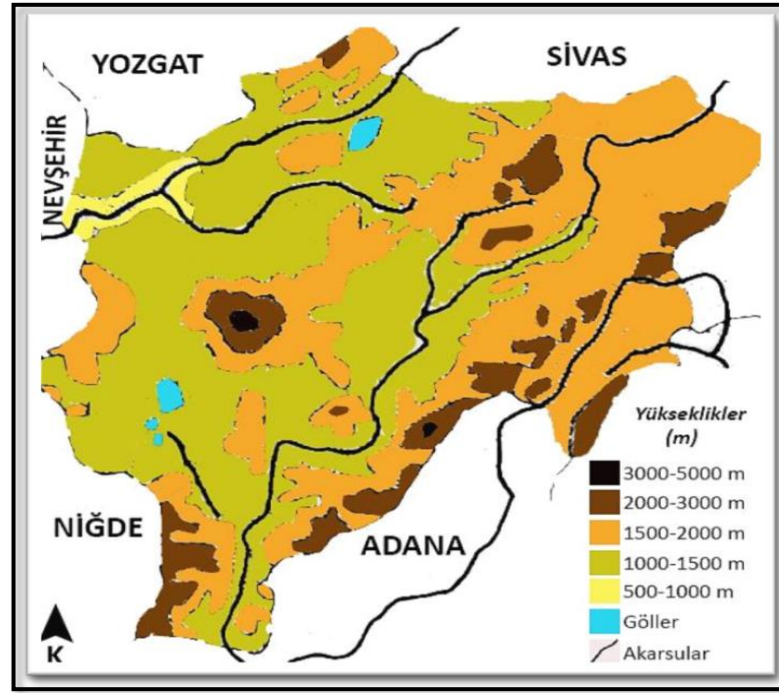 YOZGAT
SİVAS
NEVŞEHİR
NİĞDE
ADANA
K
Yükseklikler
(m)
3000-5000 m
2000-3000 m
1500-2000 m
1000-1500 m
500-1000 m
Göller
Akarsular